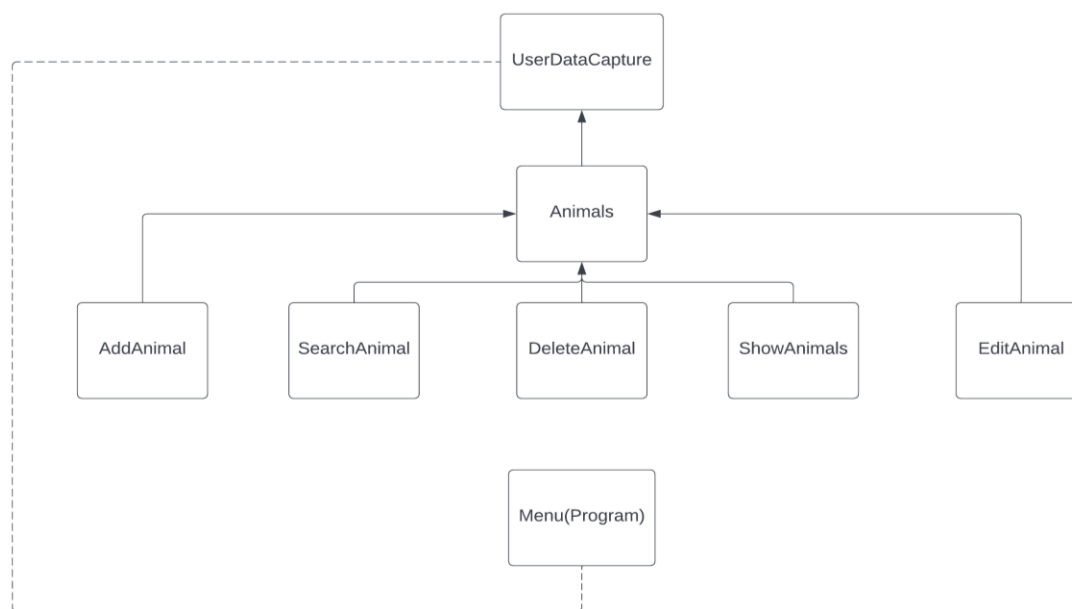 UserDataCapture
Animals
AddAnimal
SearchAnimal
DeleteAnimal
ShowAnimals
EditAnimal
Menu(Program)